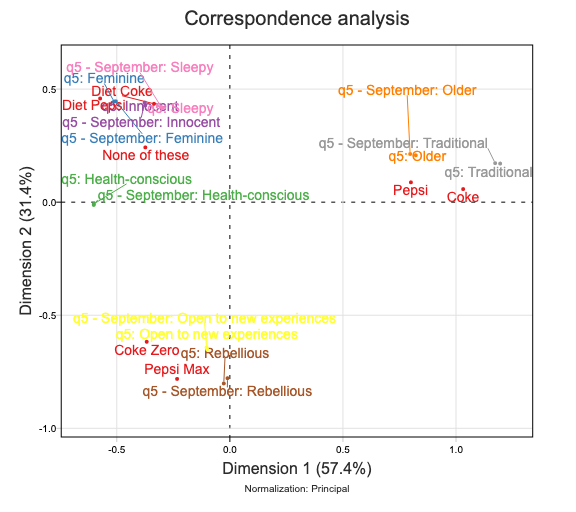 Correspondence analysis
q5 - September: Sleepy
q5: Feminine
Diet Coke
Diet Pepsi
q5: Innocent
q5: Sleepy
q5 - September: Innocent
q5 - September: Feminine
None of these
q5: Health-conscious
q5 - September: Health-conscious
q5 - September: Older
q5 - September: Traditional
q5: Older
q5: Traditional
Pepsi
Coke
q5 - September: Open to new experiences
q5: Open to new experiences
Coke Zero
q5: Rebellious
Pepsi Max
q5 - September: Rebellious
0.5
0.0
-0.5
-1.0
Dimension 2 (31.4%)
-0.5
0.0
0.5
1.0
Dimension 1 (57.4%)
Normalization: Principal